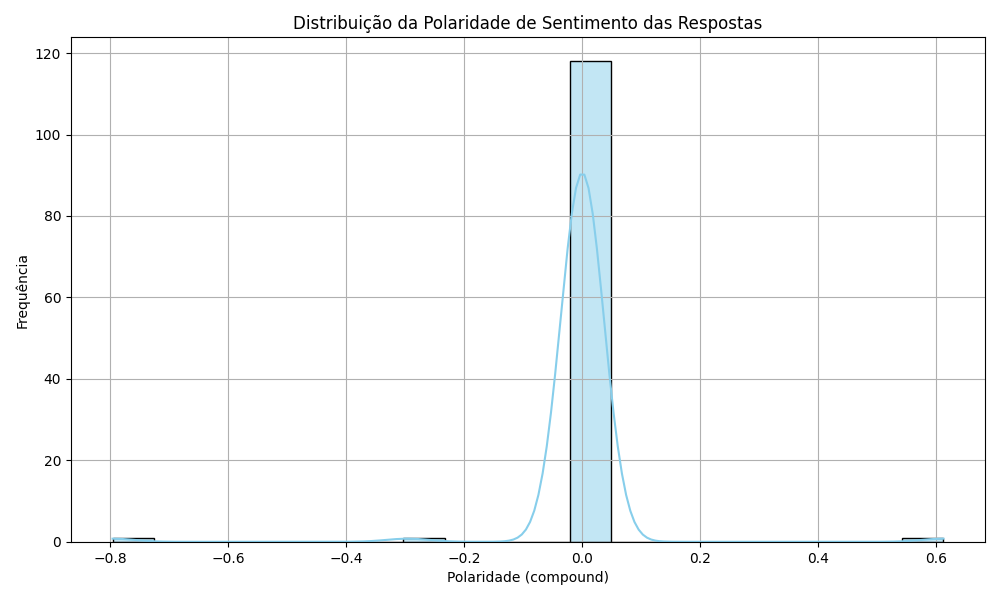 Distribuição da Polaridade de Sentimento das Respostas
120
100
80
60
40
20
0
Frequência
−0.8 −0.6 −0.4 −0.2 0.0 0.2 0.4 0.6
Polaridade (compound)